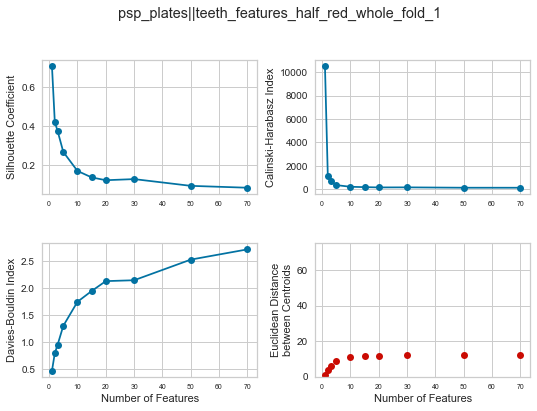 psp_plates||teeth_features_half_red_whole_fold_1
Silhouette Coefficient
0.6
0.4
0.2
0 10 20 30 40 50 60 70
Calinski-Harabasz Index
10000
8000
6000
4000
2000
0
0 10 20 30 40 50 60 70
Davies-Bouldin Index
2.5
2.0
1.5
1.0
0.5
0 10 20 30 40 50 60 70
Number of Features
Euclidean Distance
between Centroids
60
40
20
0
0 10 20 30 40 50 60 70
Number of Features